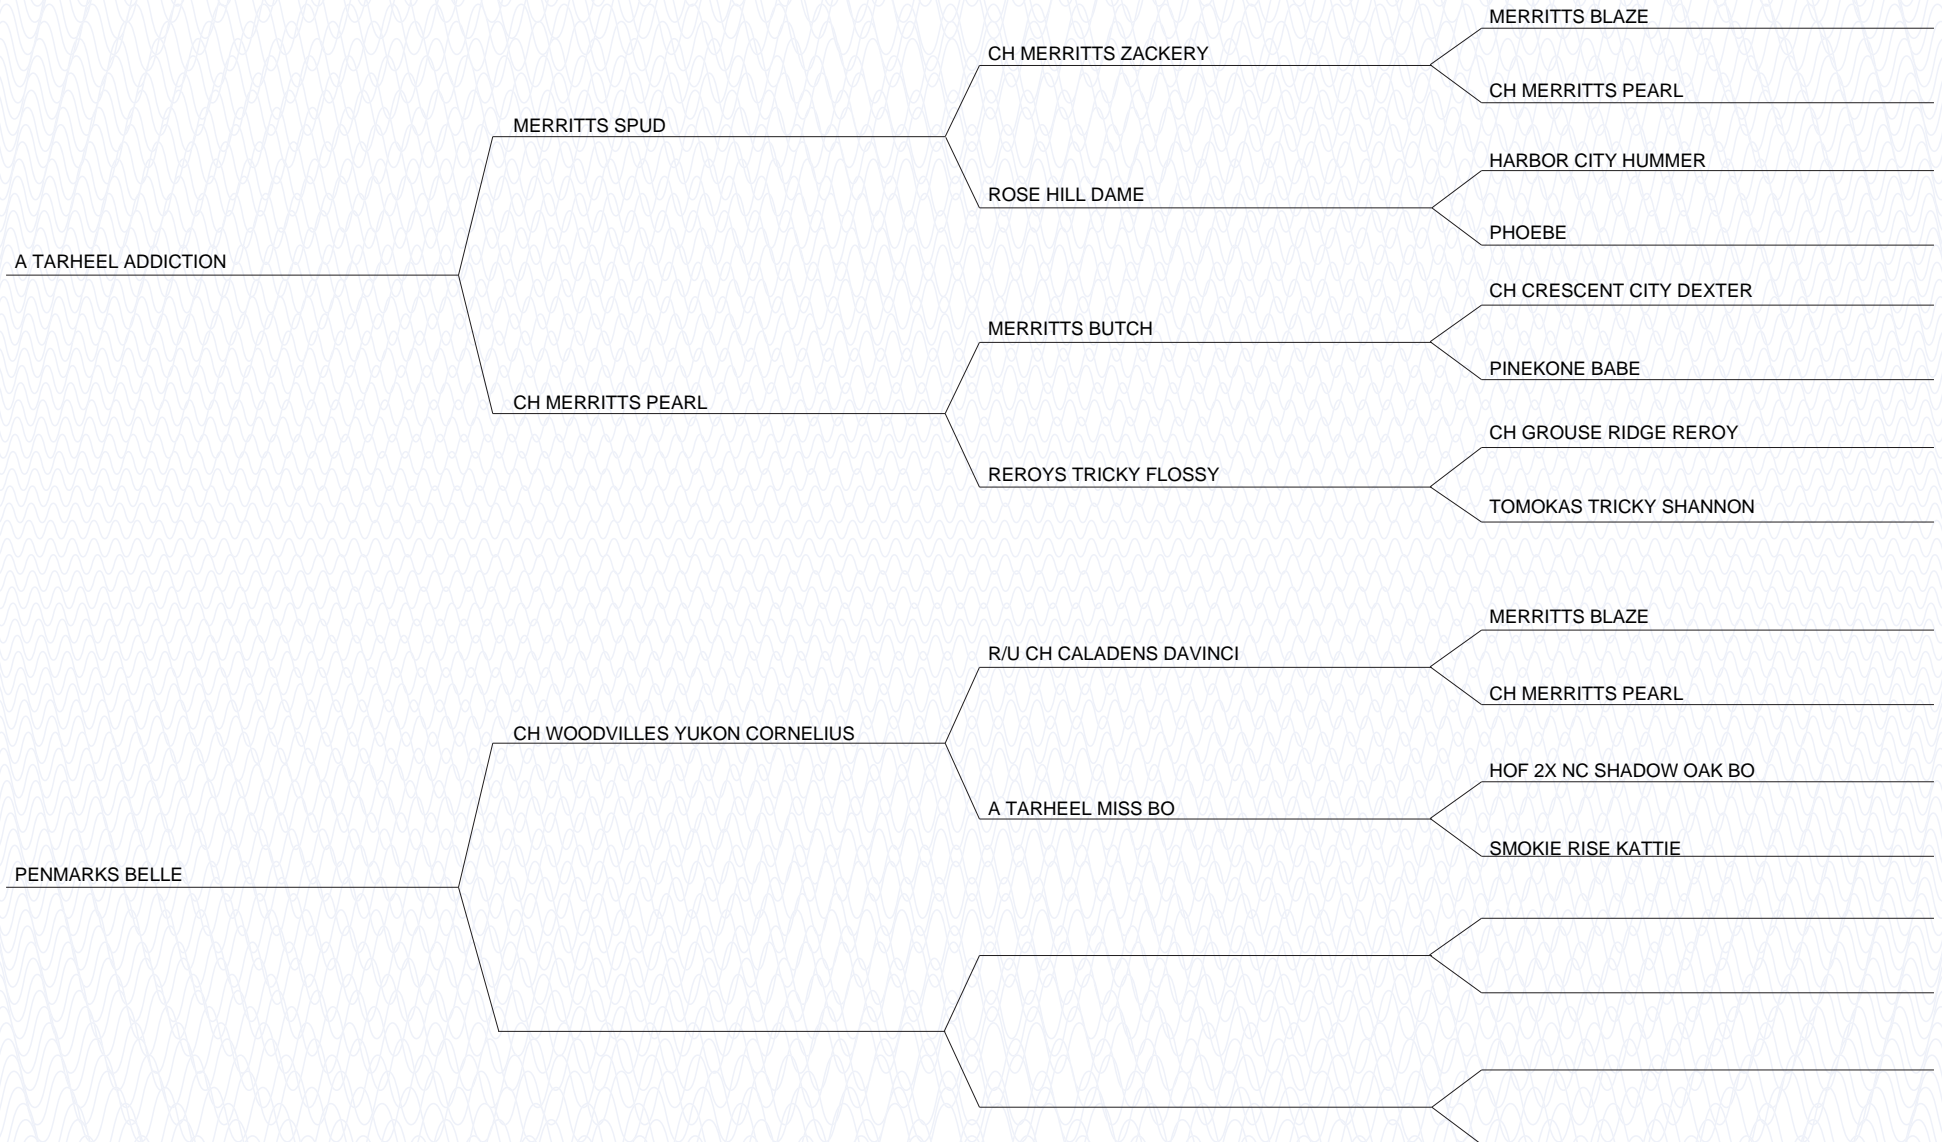 MERRITTS BLAZE
CH MERRITTS ZACKERY
CH MERRITTS PEARL
MERRITTS SPUD
HARBOR CITY HUMMER
ROSE HILL DAME
PHOEBE
A TARHEEL ADDICTION
CH CRESCENT CITY DEXTER
MERRITTS BUTCH
PINEKONE BABE
CH MERRITTS PEARL
CH GROUSE RIDGE REROY
REROYS TRICKY FLOSSY
TOMOKAS TRICKY SHANNON
MERRITTS BLAZE
R/U CH CALADENS DAVINCI
CH MERRITTS PEARL
CH WOODVILLES YUKON CORNELIUS
HOF 2X NC SHADOW OAK BO
A TARHEEL MISS BO
SMOKIE RISE KATTIE
PENMARKS BELLE